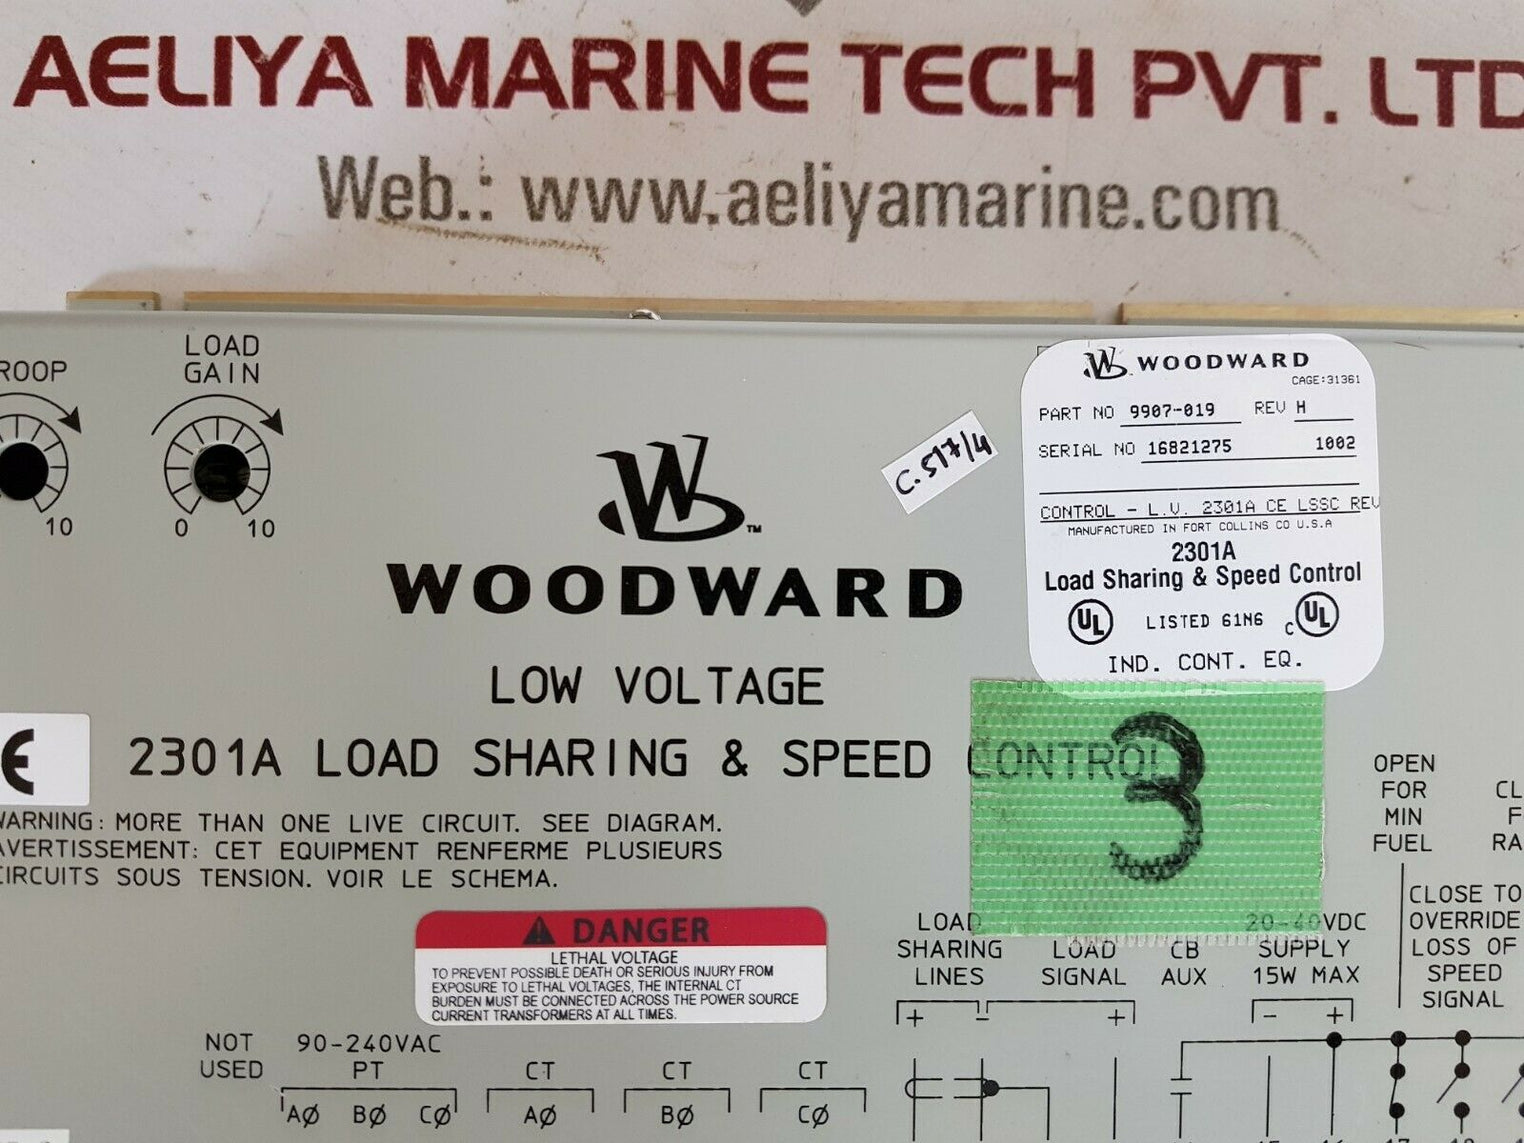 AELIYA MARINE TECH PVT. LTD
Web.: www.aeliyamarine.com
ROOP
10
LOAD
GAIN
0 10
WOODWARD
LOW VOLTAGE
2301A LOAD SHARING & SPEED CONTROL
C.517/4
WOODWARD
CAGE:31361
PART NO 9907-019 REV H
SERIAL NO 16821275 1002
CONTROL - L.V. 2301A CE LSSC REV
MANUFACTURED IN FORT COLLINS CO U.S.A
2301A
Load Sharing & Speed Control
UL LISTED 61N6 C UL
IND. CONT. EQ.
3
CE
WARNING: MORE THAN ONE LIVE CIRCUIT. SEE DIAGRAM.
AVERTISSEMENT: CET EQUIPMENT RENFERME PLUSIEURS
CIRCUITS SOUS TENSION. VOIR LE SCHEMA.
DANGER
LETHAL VOLTAGE
TO PREVENT POSSIBLE DEATH OR SERIOUS INJURY FROM
EXPOSURE TO LETHAL VOLTAGES, THE INTERNAL CT
BURDEN MUST BE CONNECTED ACROSS THE POWER SOURCE
CURRENT TRANSFORMERS AT ALL TIMES.
NOT
USED
90-240VAC
PT
AØ BØ CØ
CT
AØ
CT
BØ
CT
CØ
LOAD
SHARING
LINES
+ -
LOAD
SIGNAL
+
CB
AUX
20-40VDC
SUPPLY
15W MAX
- +
OPEN
FOR
MIN
FUEL
CLOSE TO
OVERRIDE
LOSS OF
SPEED
SIGNAL
CL
F
RA